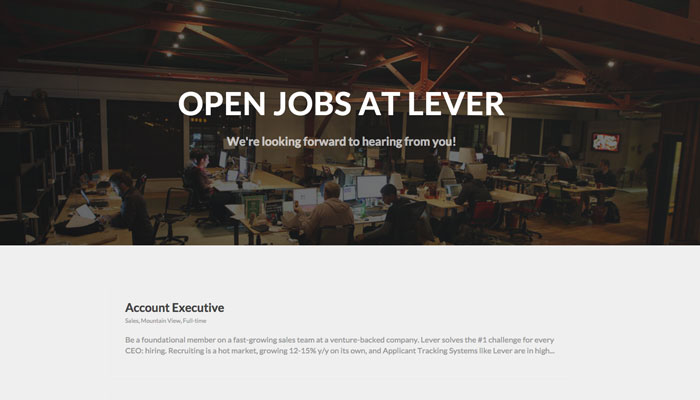 OPEN JOBS AT LEVER
We're looking forward to hearing from you!
Account Executive
Sales, Mountain View, Full-time
Be a foundational member on a fast-growing sales team at a venture-backed company. Lever solves the #1 challenge for every
CEO: hiring. Recruiting is a hot market, growing 12-15% y/y on its own, and Applicant Tracking Systems like Lever are in high...